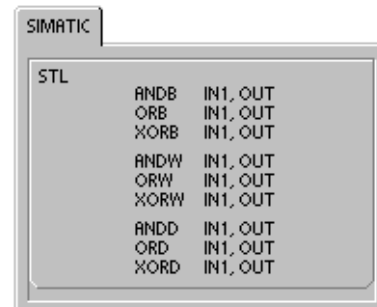 SIMATIC
STL
ANDB IN1, OUT
ORB IN1, OUT
XORB IN1, OUT
ANDW IN1, OUT
ORW IN1, OUT
XORW IN1, OUT
ANDD IN1, OUT
ORD IN1, OUT
XORD IN1, OUT